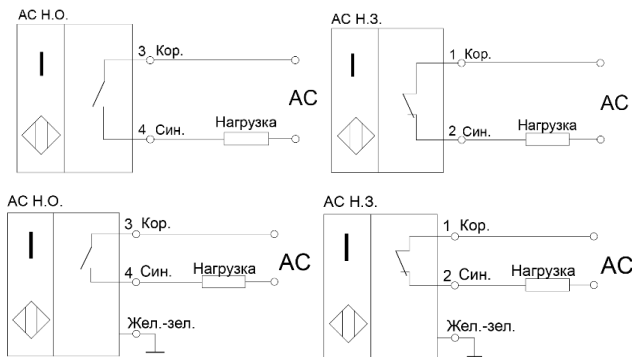 АС Н.О.
3 Кор.
АС
4 Син.
Нагрузка
АС Н.З.
1 Кор.
АС
2 Син.
Нагрузка
АС Н.О.
3 Кор.
4 Син.
Нагрузка
АС
Жел.-зел.
АС Н.З.
1 Кор.
2 Син.
Нагрузка
АС
Жел.-зел.